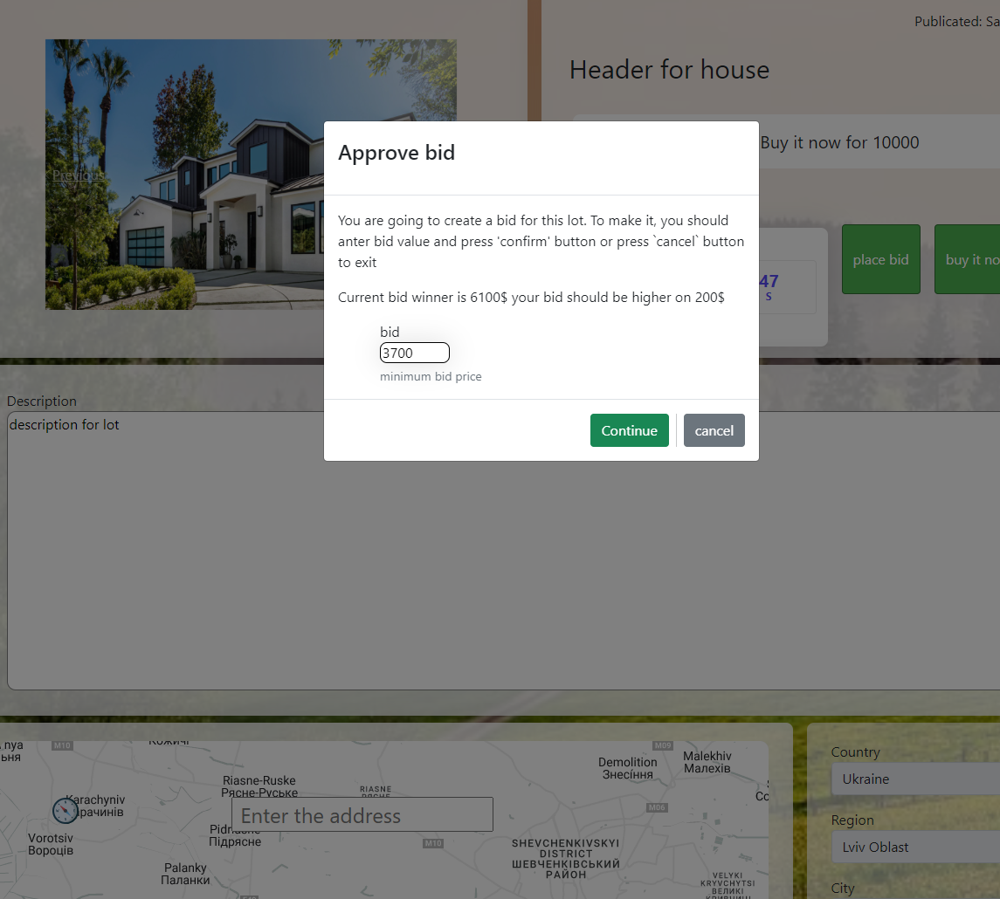 Publicated: Sa
Header for house
Buy it now for 10000
Previous
Approve bid
You are going to create a bid for this lot. To make it, you should
anter bid value and press 'confirm' button or press `cancel` button
to exit
Current bid winner is 6100$ your bid should be higher on 200$
bid
3700
minimum bid price
Continue
cancel
47
S
place bid
buy it no
Description
description for lot
M10
M09
Malekhiv
Малехів
Demolition
Знесіння
Riasne-Ruske
Рясне-Руське
RIASNE
Karachyniv
Enter the address
M06
Підрясне
M10
Vorotsiv
Вороців
SHEVCHENKIVSKYI
DISTRICT
ШЕВЧЕНКІВСЬКИЙ
РАЙОН
Palanky
Паланки
VELYKI
KRYVCHYTSI
ВЕЛИКІ
Country
Ukraine
Region
Lviv Oblast
City